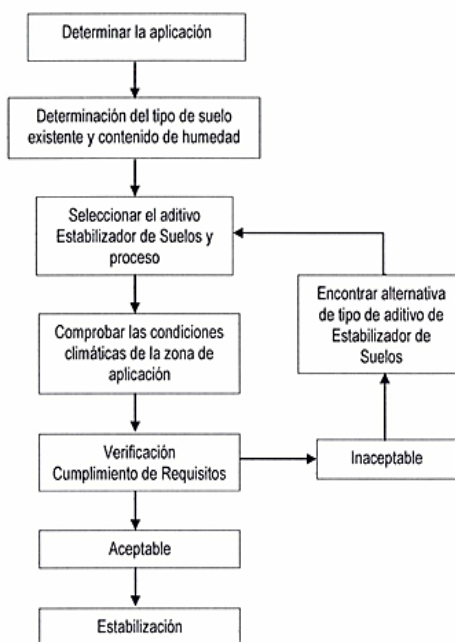 Determinar la aplicación
Determinación del tipo de suelo
existente y contenido de humedad
Seleccionar el aditivo
Estabilizador de Suelos y
proceso
Encontrar alternativa
de tipo de aditivo de
Estabilizador de
Suelos
Comprobar las condiciones
climáticas de la zona de
aplicación
Verificación
Cumplimiento de Requisitos
Inaceptable
Aceptable
Estabilización